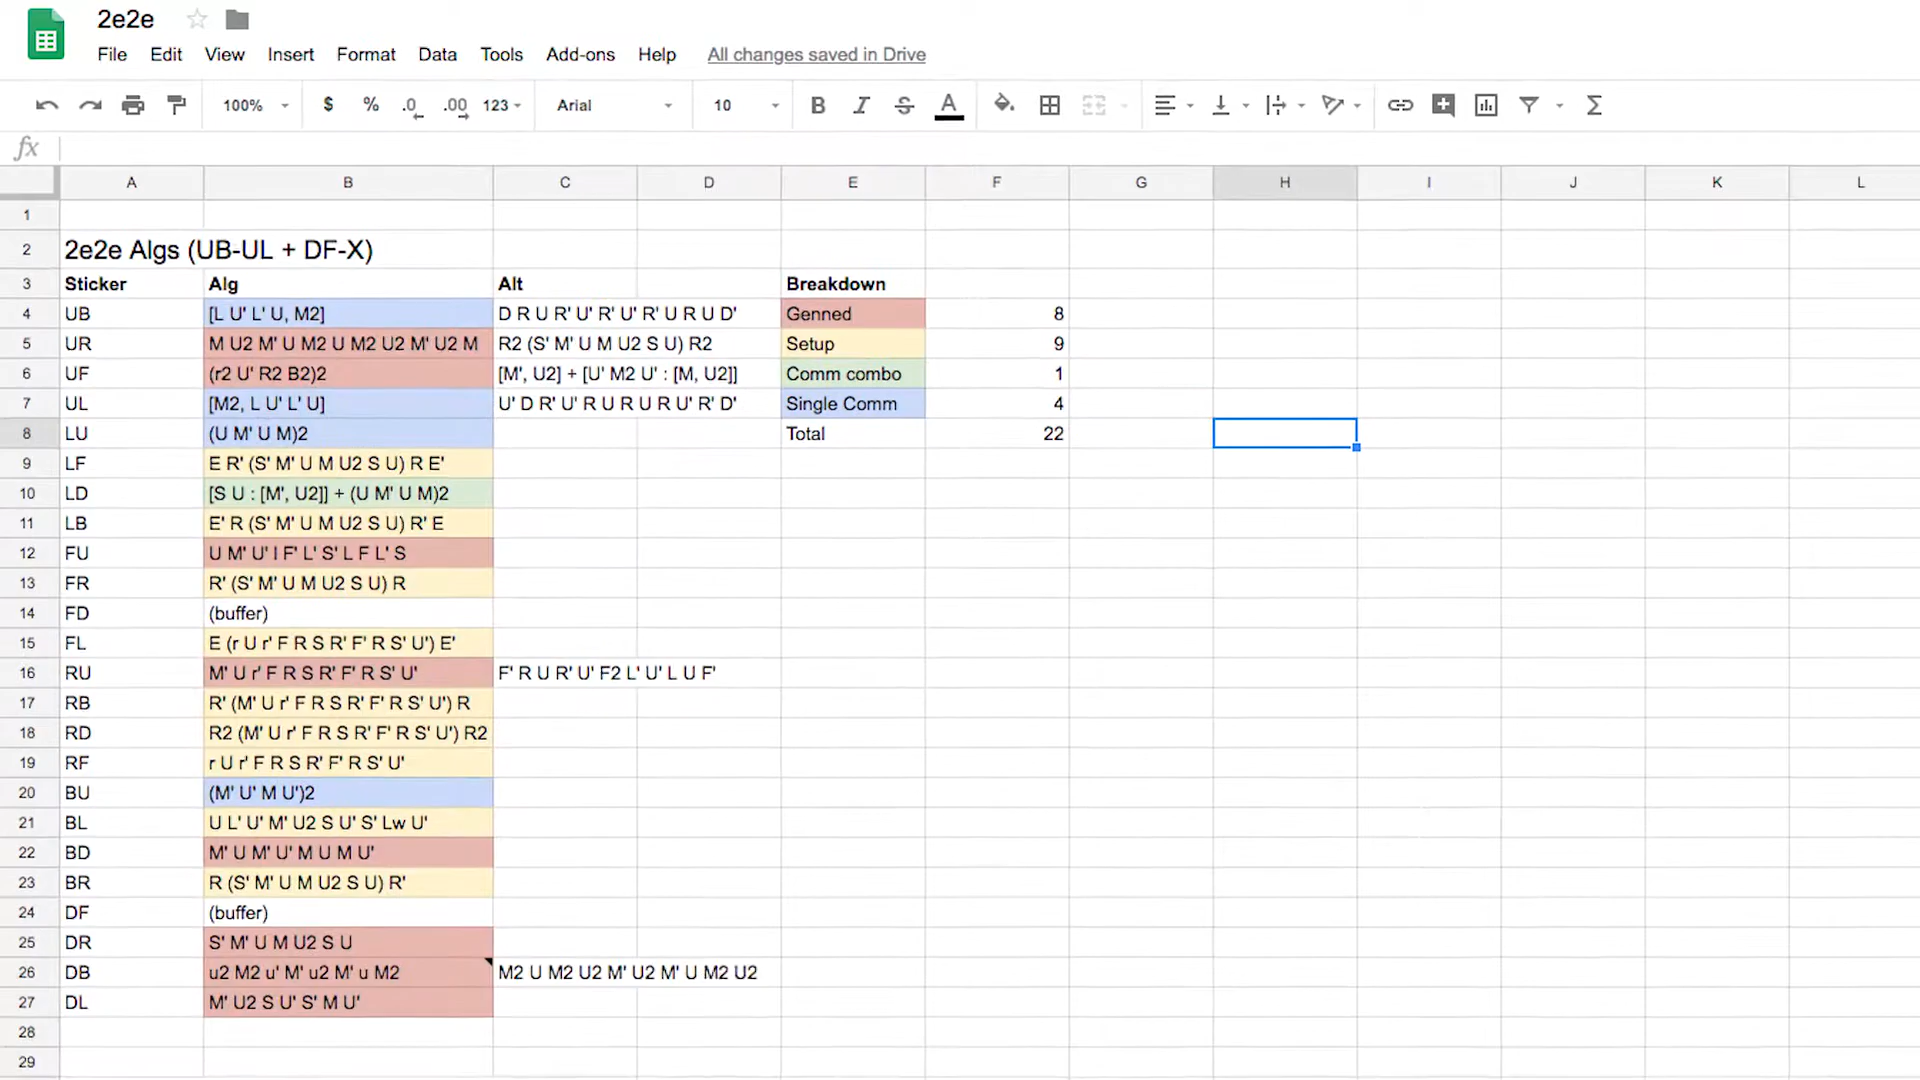 2e2e
File Edit View Insert Format Data Tools Add-ons Help All changes saved in Drive
100% $ % .0 .00 123 Arial 10 B I S A
fx
A B C D E F G H I J K L
1
2 2e2e Algs (UB-UL + DF-X)
3 Sticker Alg Alt Breakdown
4 UB [L U' L' U, M2] D R U R' U' R' U' R' U R U D' Genned 8
5 UR M U2 M' U M2 U M2 U2 M' U2 M R2 (S' M' U M U2 S U) R2 Setup 9
6 UF (r2 U' R2 B2)2 [M', U2] + [U' M2 U' : [M, U2]] Comm combo 1
7 UL [M2, L U' L' U] U' D R' U' R U R U R U' R' D' Single Comm 4
8 LU (U M' U M)2 Total 22
9 LF E R' (S' M' U M U2 S U) R E'
10 LD [S U : [M', U2]] + (U M' U M)2
11 LB E' R (S' M' U M U2 S U) R' E
12 FU U M' U' l F' L' S' L F L' S
13 FR R' (S' M' U M U2 S U) R
14 FD (buffer)
15 FL E (r U r' F R S R' F' R S' U') E'
16 RU M' U r' F R S R' F' R S' U' F' R U R' U' F2 L' U' L U F'
17 RB R' (M' U r' F R S R' F' R S' U') R
18 RD R2 (M' U r' F R S R' F' R S' U') R2
19 RF r U r' F R S R' F' R S' U'
20 BU (M' U' M U')2
21 BL U L' U' M' U2 S U' S' Lw U'
22 BD M' U M' U' M U M U'
23 BR R (S' M' U M U2 S U) R'
24 DF (buffer)
25 DR S' M' U M U2 S U
26 DB u2 M2 u' M' u2 M' u M2 M2 U M2 U2 M' U2 M' U M2 U2
27 DL M' U2 S U' S' M U'
28
29